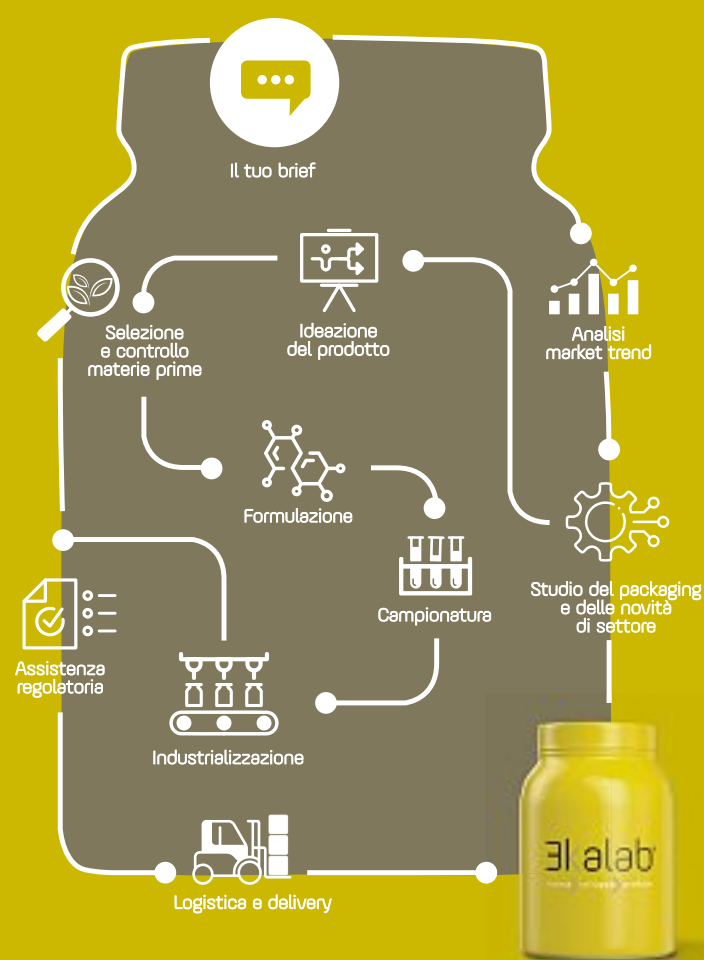 Il tuo brief
Analisi
market trend
Studio del packaging
e delle novità
di settore
Ideazione
del prodotto
Selezione
e controllo
materie prime
Formulazione
Campionatura
Industrializzazione
Assistenza
regolatoria
Logistica e delivery
alab